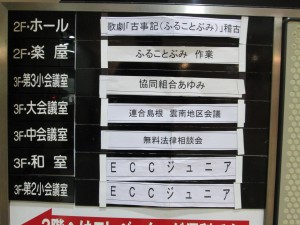 2F・ホール 歌劇「古事記（ふることぶみ）」稽古
2F・楽屋 ふることぶみ 作業
3F・第3小会議室 協同組合あゆみ
3F・大会議室 連合島根 雲南地区会議
3F・中会議室 無料法律相談会
3F・和室 ECCジュニア
3F・第2小会議室 ECCジュニア